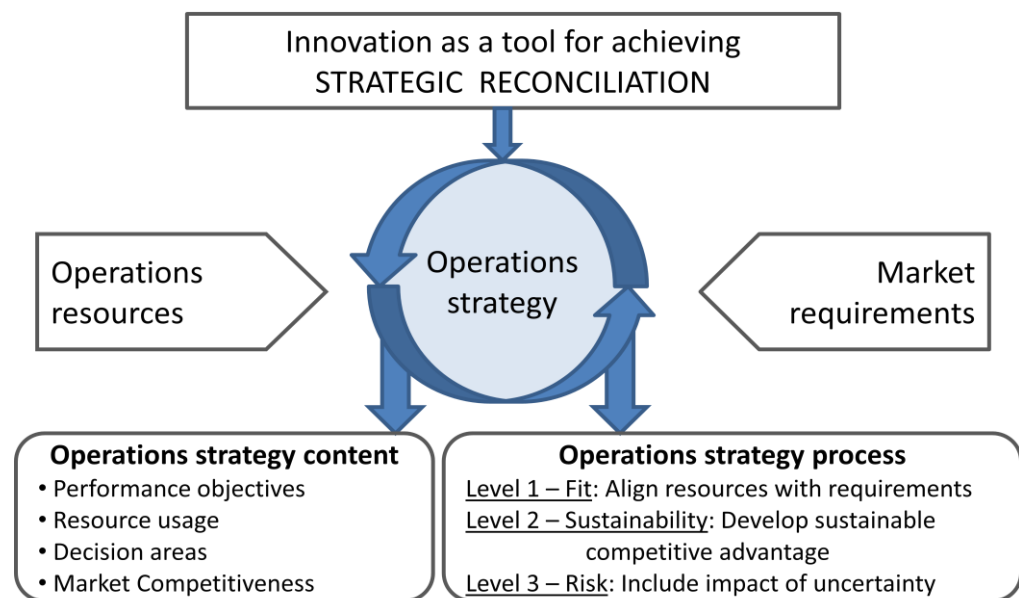 Innovation as a tool for achieving
STRATEGIC RECONCILIATION
Operations
resources
Operations
strategy
Market
requirements
Operations strategy content
• Performance objectives
• Resource usage
• Decision areas
• Market Competitiveness
Operations strategy process
Level 1 – Fit: Align resources with requirements
Level 2 – Sustainability: Develop sustainable
competitive advantage
Level 3 – Risk: Include impact of uncertainty